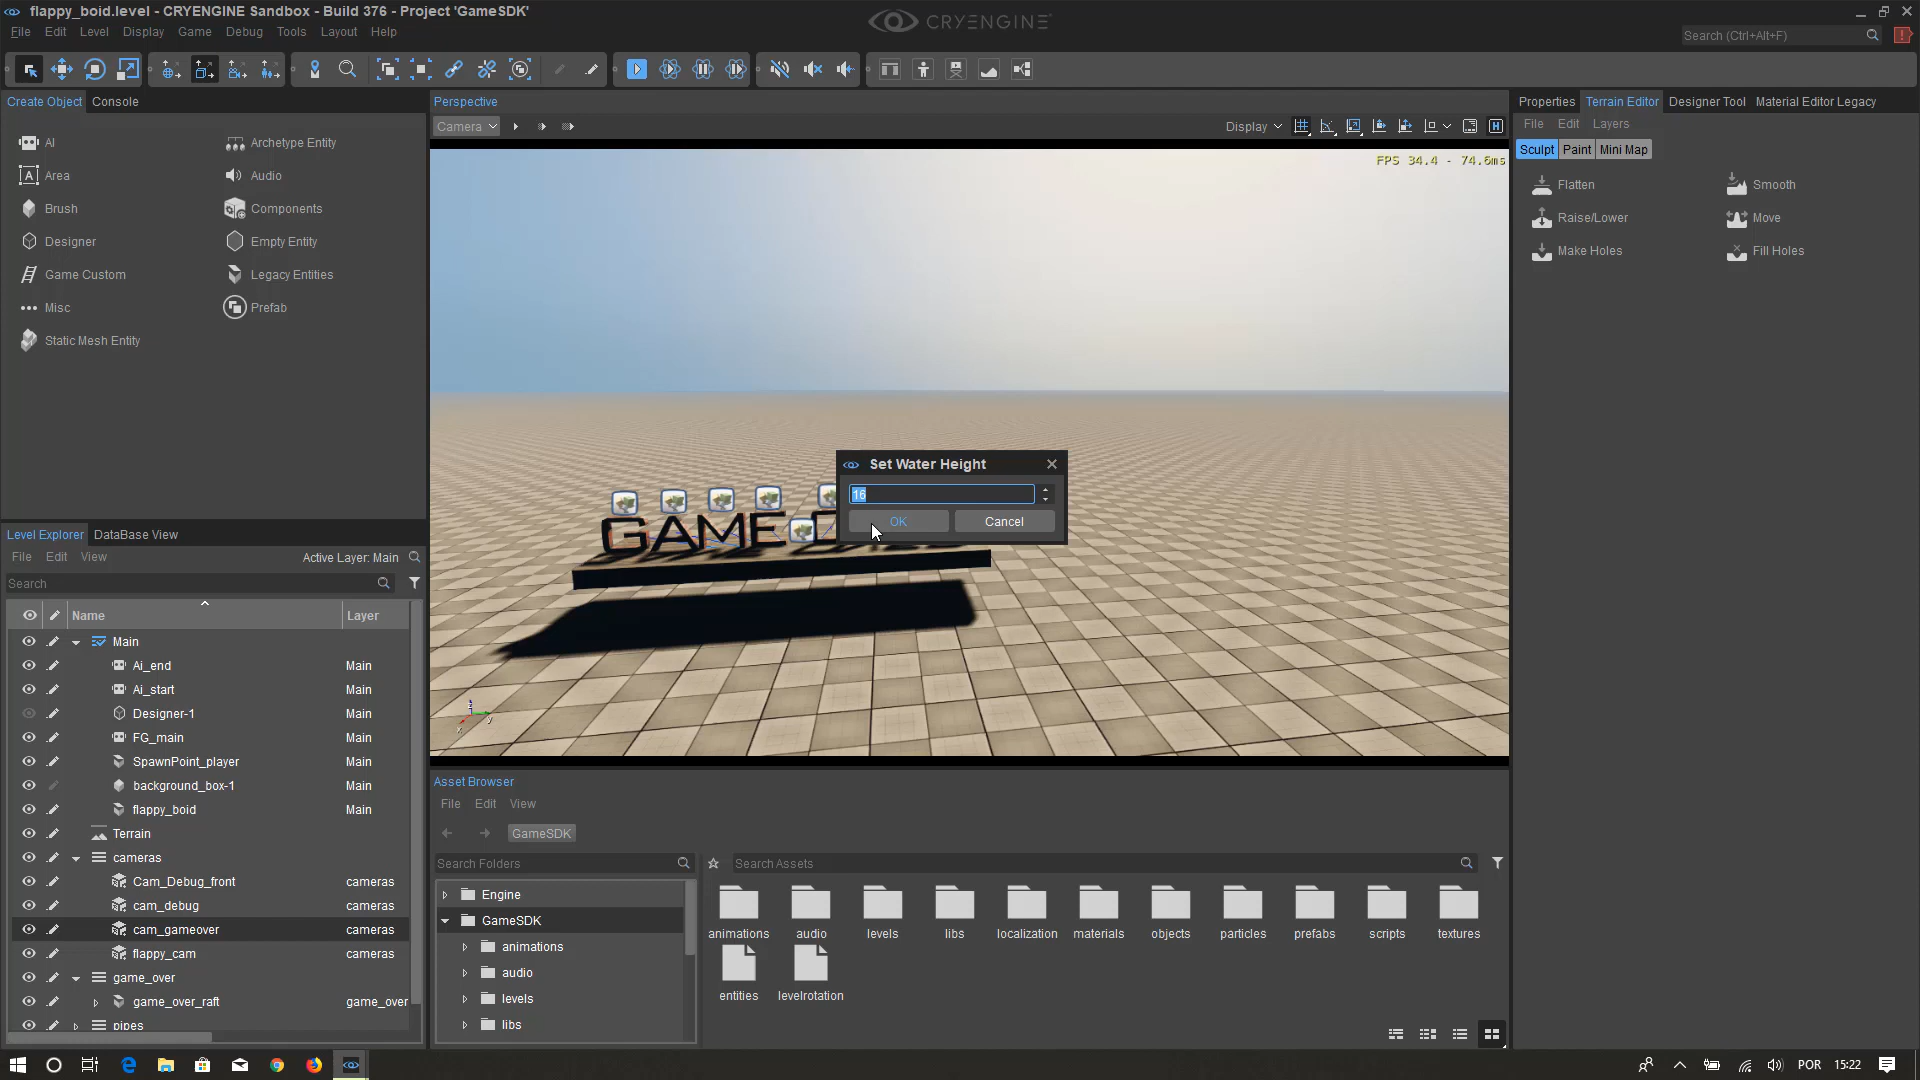 flappy_boid.level - CRYENGINE Sandbox - Build 376 - Project 'GameSDK'
CRYENGINE
File Edit Level Display Game Debug Tools Layout Help
Search (Ctrl+Alt+F)
Create Object Console
AI Archetype Entity
Area Audio
Brush Components
Designer Empty Entity
Game Custom Legacy Entities
Misc Prefab
Static Mesh Entity
Perspective
Camera Display
FPS 34.4 - 74.6ms
GAME
Set Water Height
16
OK Cancel
x y z
Properties Terrain Editor Designer Tool Material Editor Legacy
File Edit Layers
Sculpt Paint Mini Map
Flatten Smooth
Raise/Lower Move
Make Holes Fill Holes
Level Explorer DataBase View
File Edit View Active Layer: Main
Search
Name Layer
Main
Ai_end Main
Ai_start Main
Designer-1 Main
FG_main Main
SpawnPoint_player Main
background_box-1 Main
flappy_boid Main
Terrain
cameras
Cam_Debug_front cameras
cam_debug cameras
cam_gameover cameras
flappy_cam cameras
game_over
game_over_raft game_over
pipes
Asset Browser
File Edit View
GameSDK
Search Folders Search Assets
Engine
GameSDK
animations
audio
levels
libs
animations audio levels libs localization materials objects particles prefabs scripts textures
entities levelrotation
POR 15:22